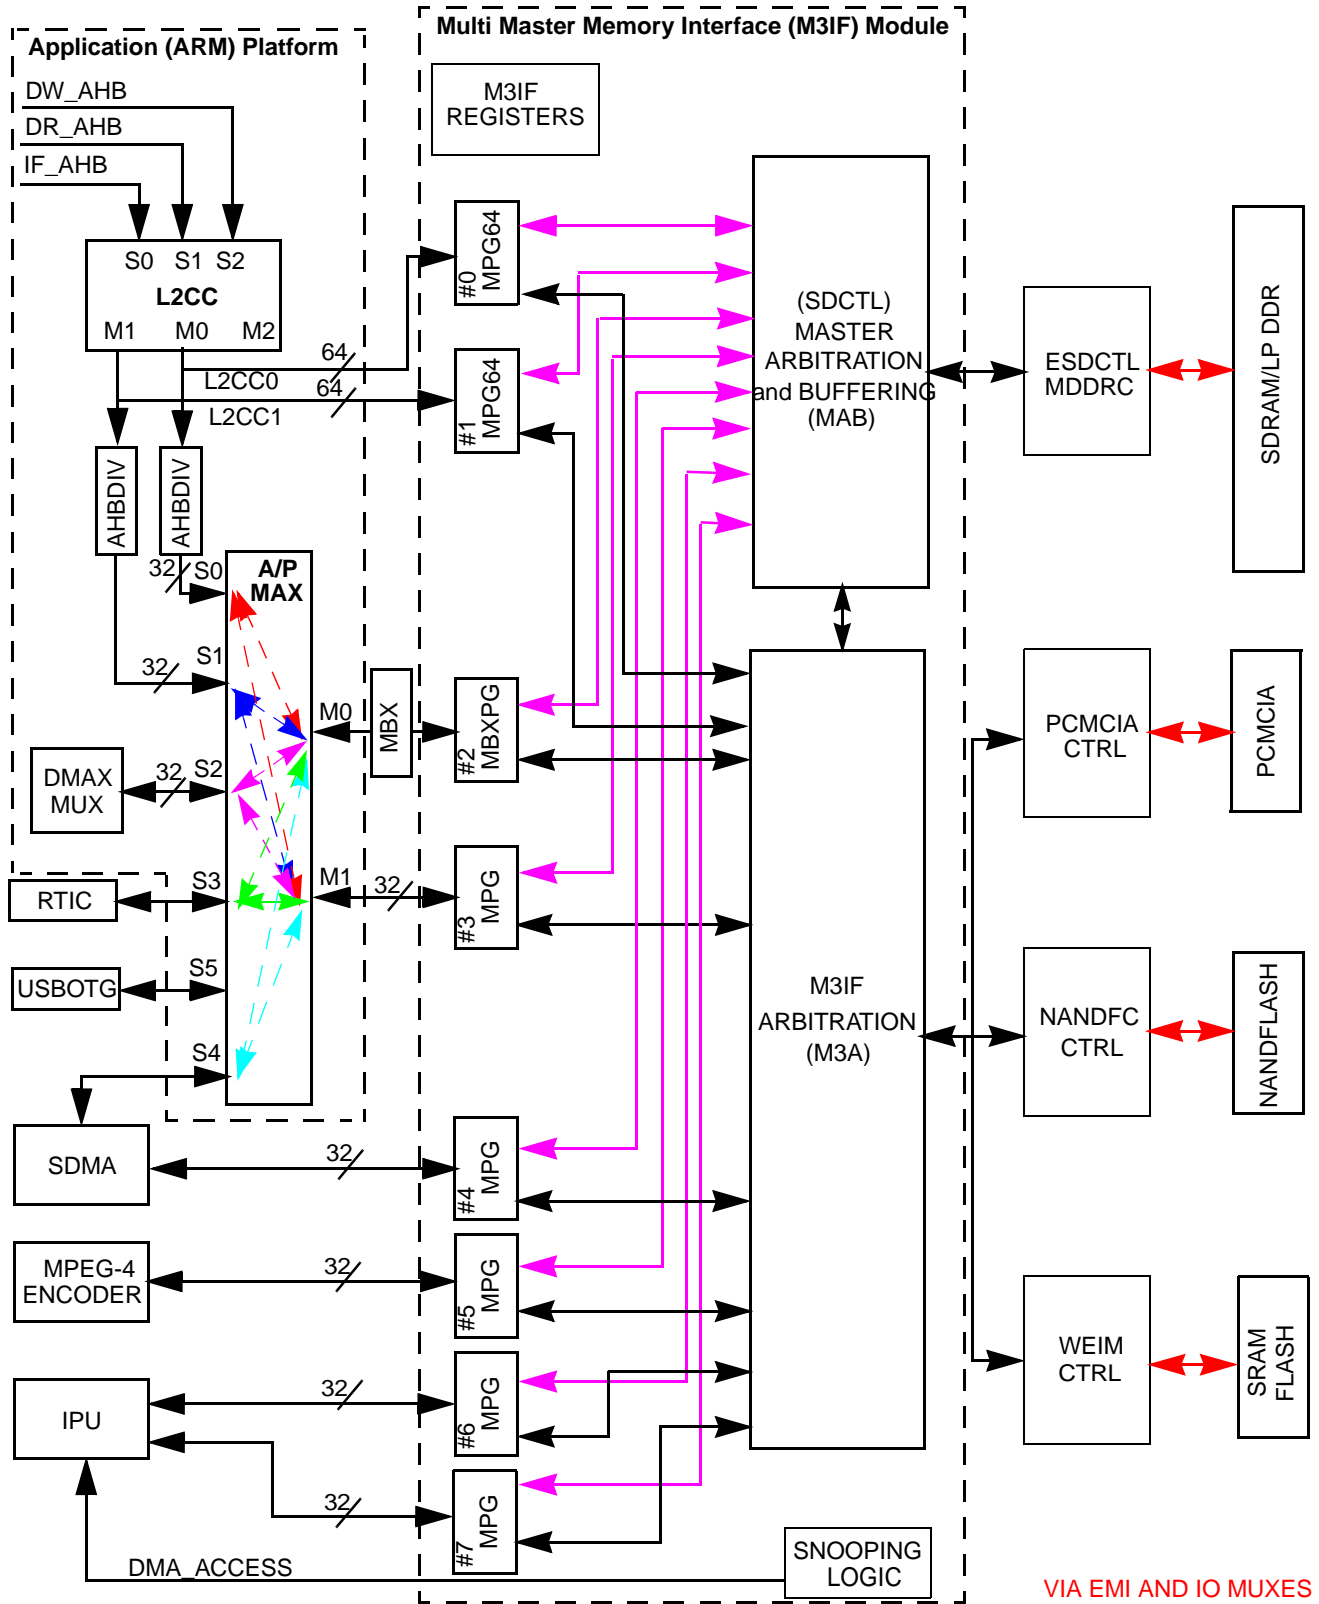 Multi Master Memory Interface (M3IF) Module
Application (ARM) Platform
DW_AHB
DR_AHB
IF_AHB
S0 S1 S2
L2CC
M1 M0 M2
64
L2CC0
64
L2CC1
AHBDIV
AHBDIV
32
S0
A/P
MAX
32
S1
M0
MBX
DMAX
MUX
32
S2
RTIC
S3
M1
32
USBOTG
S5
S4
SDMA
32
MPEG-4
ENCODER
32
IPU
32
32
DMA_ACCESS
M3IF
REGISTERS
#0
MPG64
#1
MPG64
#2
MBXPG
#3
MPG
#4
MPG
#5
MPG
#6
MPG
#7
MPG
(SDCTL)
MASTER
ARBITRATION
and BUFFERING
(MAB)
M3IF
ARBITRATION
(M3A)
SNOOPING
LOGIC
ESDCTL
MDDRC
SDRAM/LP DDR
PCMCIA
CTRL
PCMCIA
NANDFC
CTRL
NANDFLASH
WEIM
CTRL
SRAM
FLASH
VIA EMI AND IO MUXES